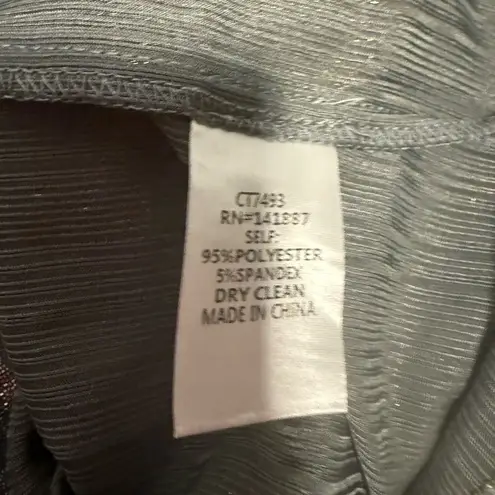 CT7493
RN=141887
SELF:
95%POLYESTER
5%SPANDEX
DRY CLEAN
MADE IN CHINA